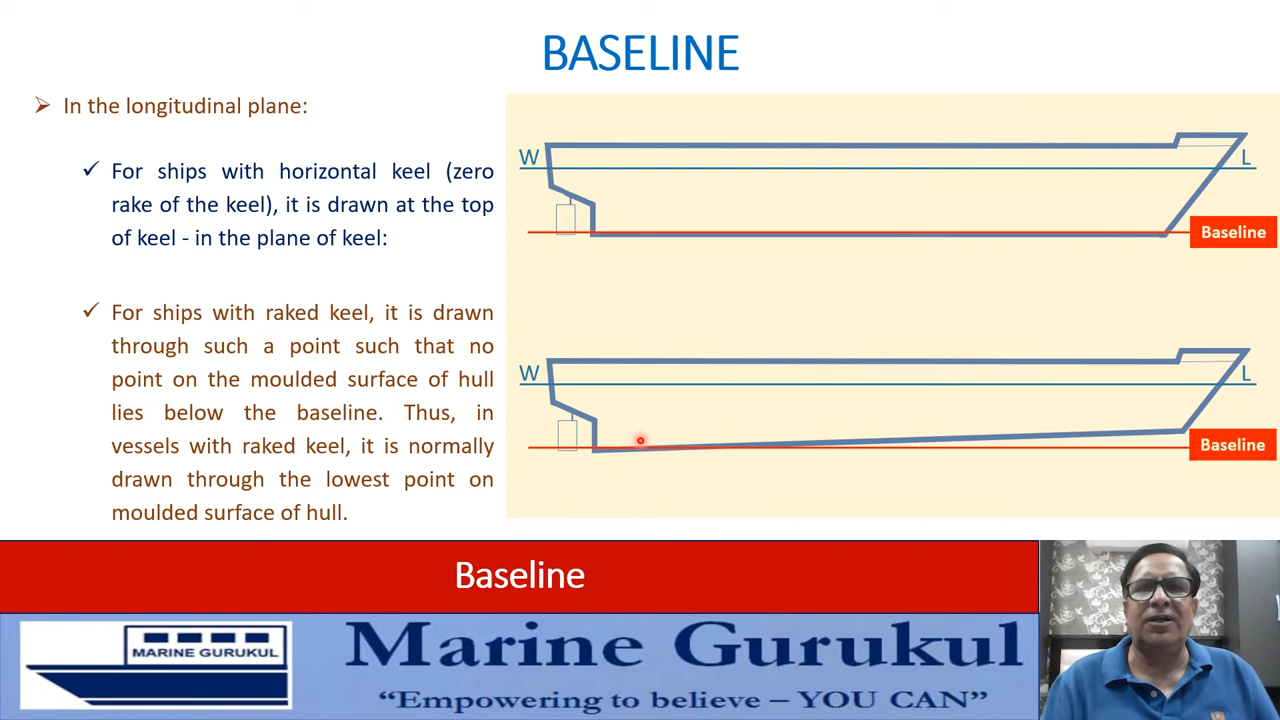 BASELINE
➤ In the longitudinal plane:
✓ For ships with horizontal keel (zero
rake of the keel), it is drawn at the top
of keel - in the plane of keel:
✓ For ships with raked keel, it is drawn
through such a point such that no
point on the moulded surface of hull
lies below the baseline. Thus, in
vessels with raked keel, it is normally
drawn through the lowest point on
moulded surface of hull.
W
L
Baseline
W
L
Baseline
Baseline
MARINE GURUKUL
Marine Gurukul
“Empowering to believe – YOU CAN”